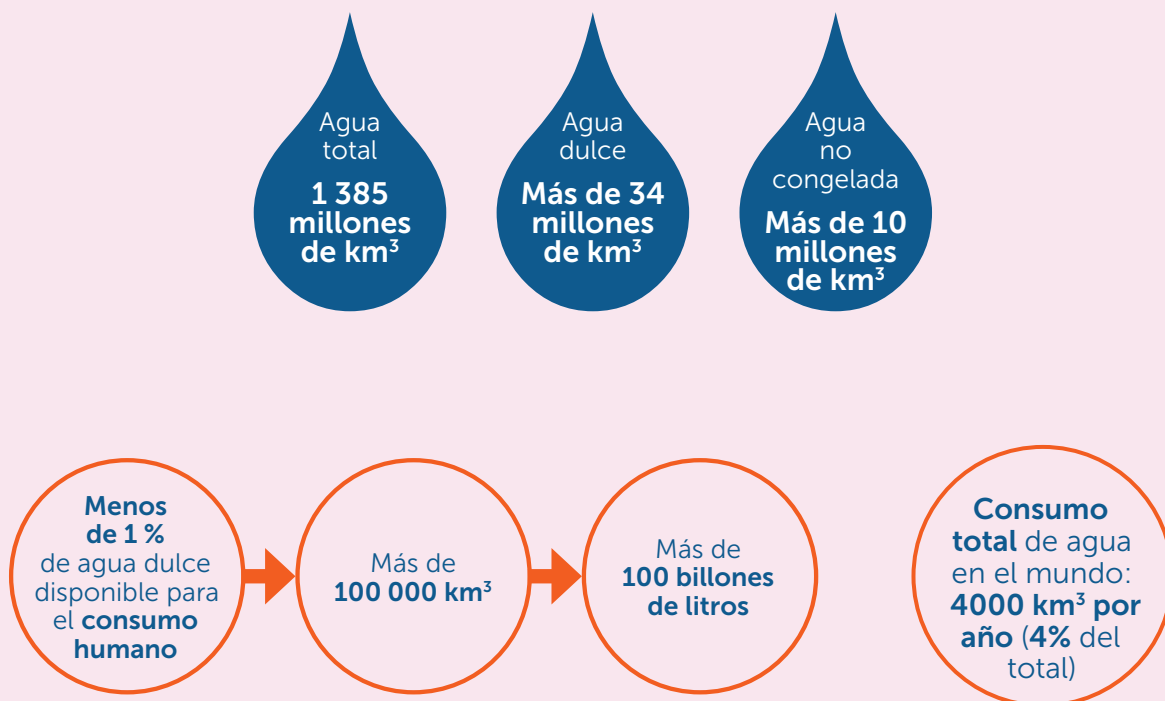 Agua
total
1 385
millones
de km³
Agua
dulce
Más de 34
millones
de km³
Agua
no
congelada
Más de 10
millones
de km³
Menos
de 1 %
de agua dulce
disponible para
el consumo
humano
Más de
100 000 km³
Más de
100 billones
de litros
Consumo
total de agua
en el mundo:
4000 km³ por
año (4% del
total)